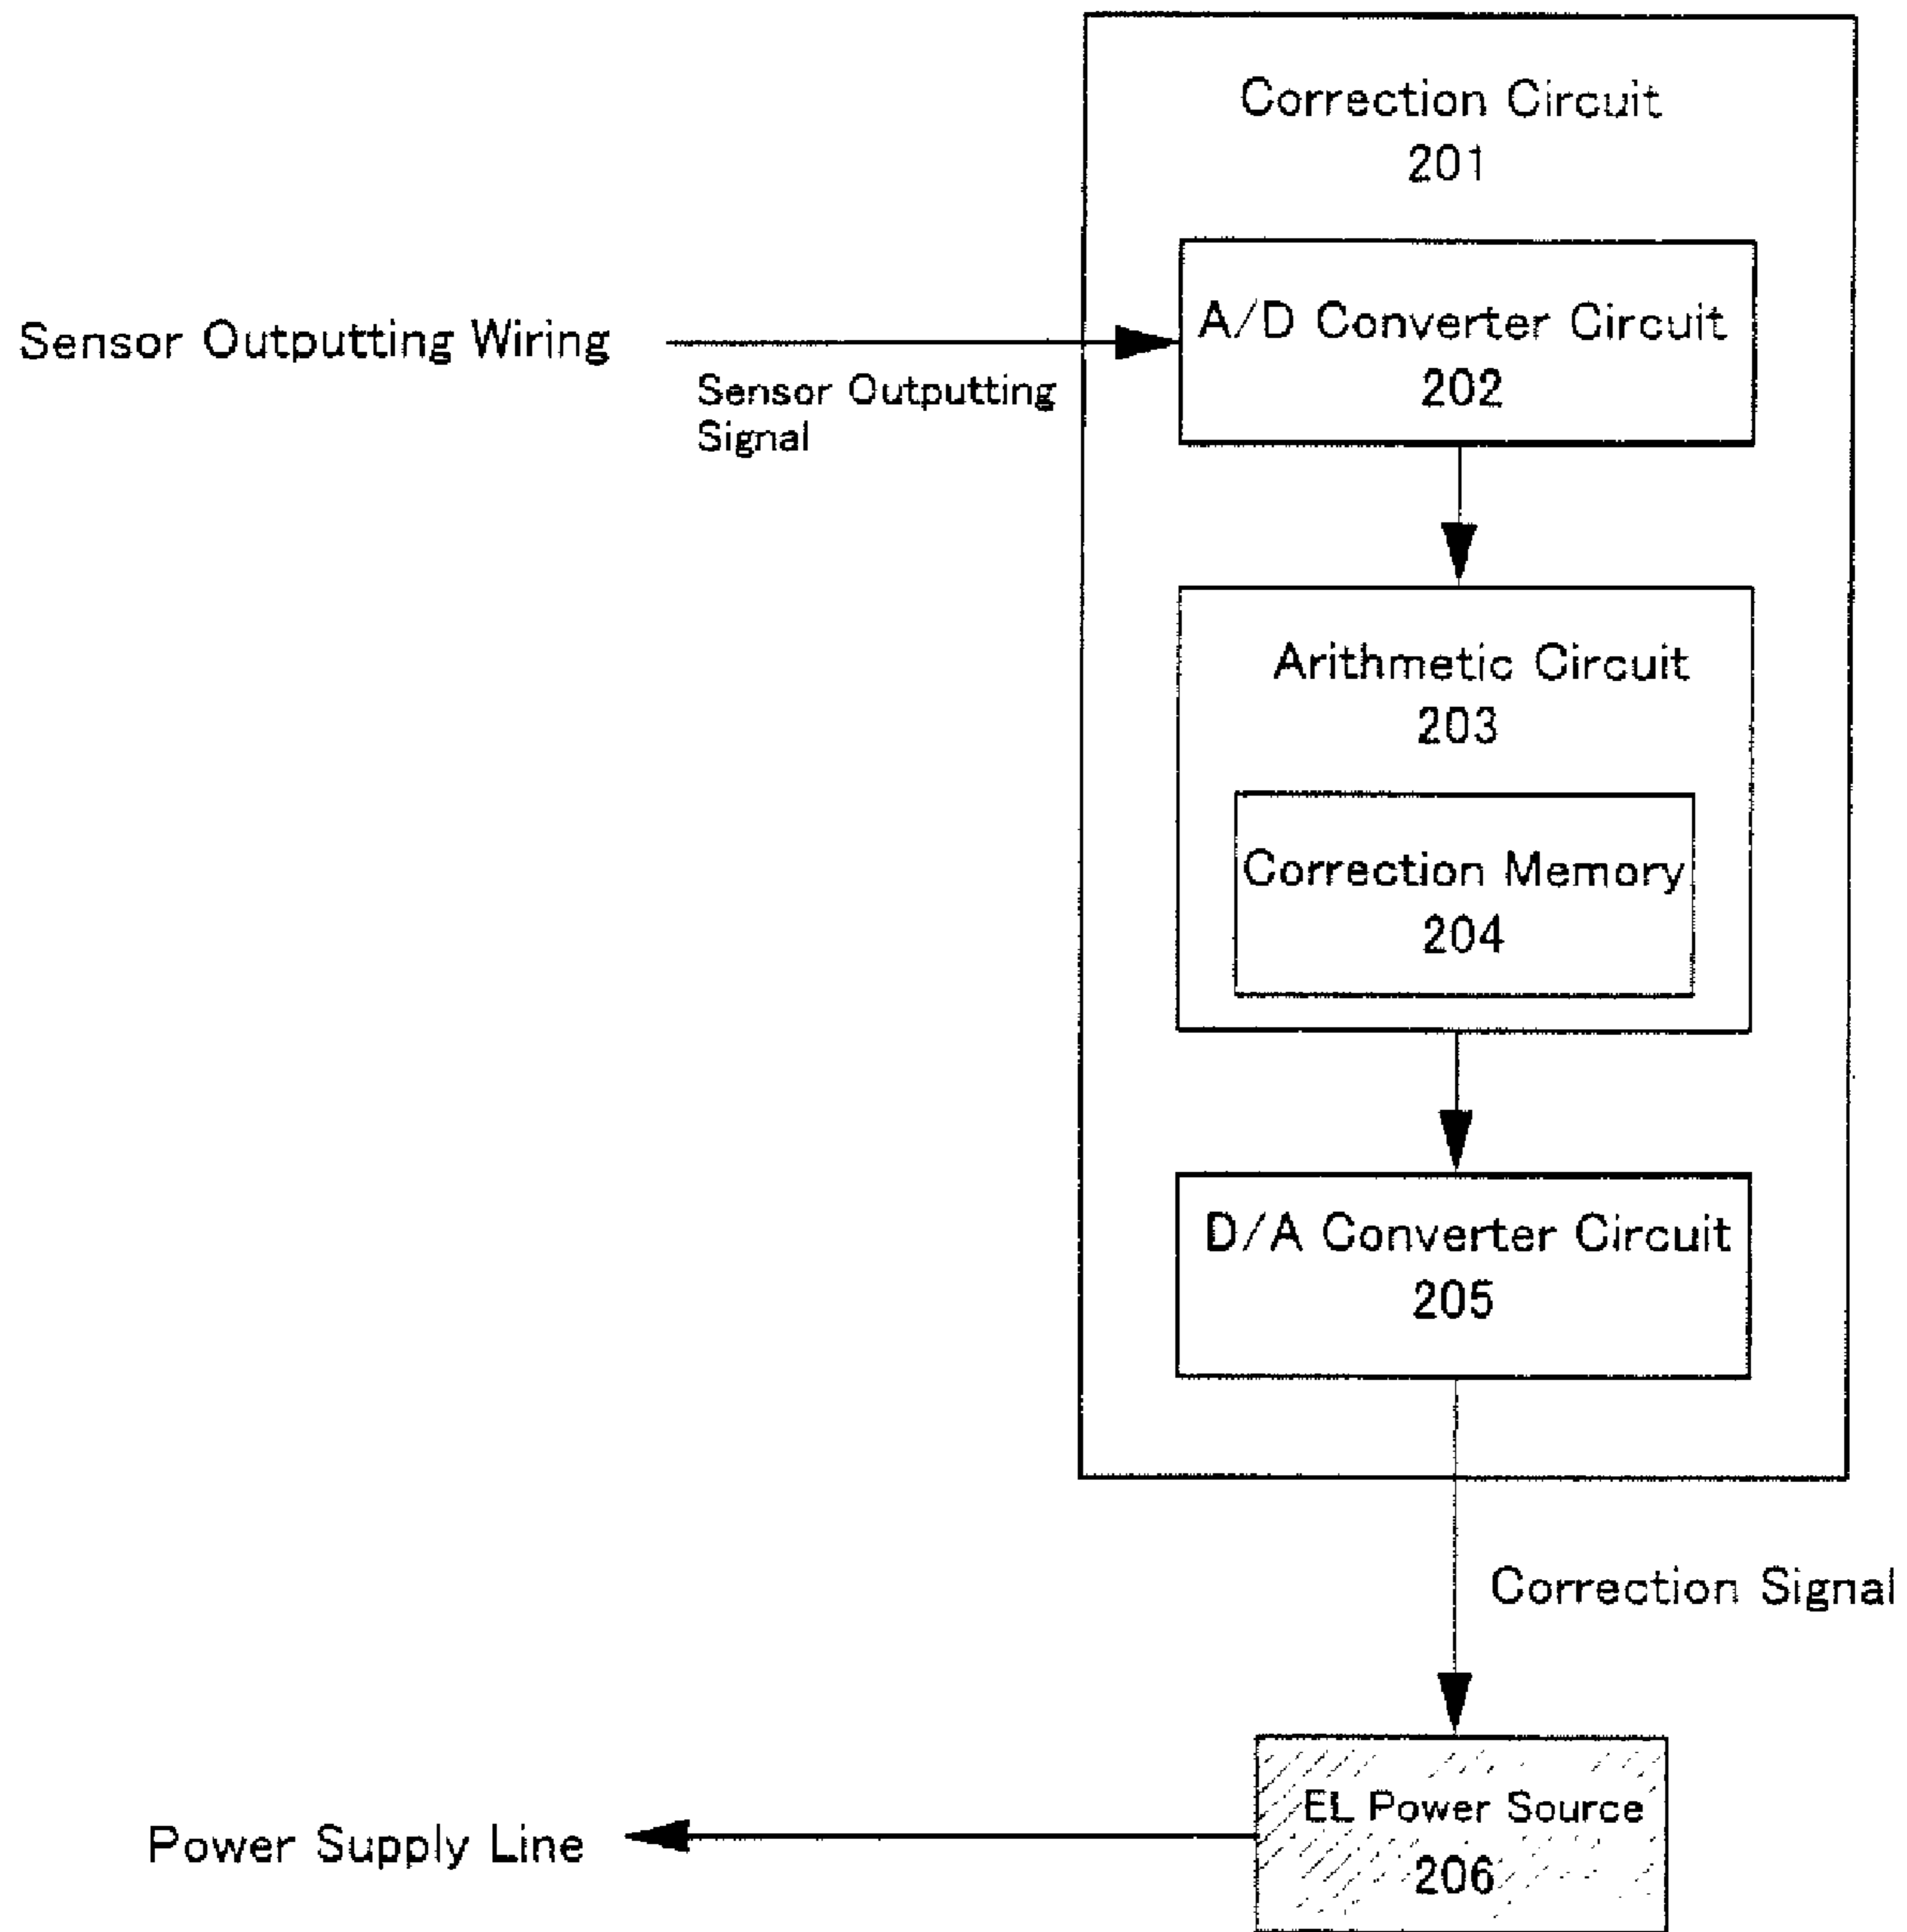 Correction Circuit
201
A/D Converter Circuit
202
Sensor Outputting Wiring
Sensor Outputting
Signal
Arithmetic Circuit
203
Correction Memory
204
D/A Converter Circuit
205
Correction Signal
EL Power Source
206
Power Supply Line